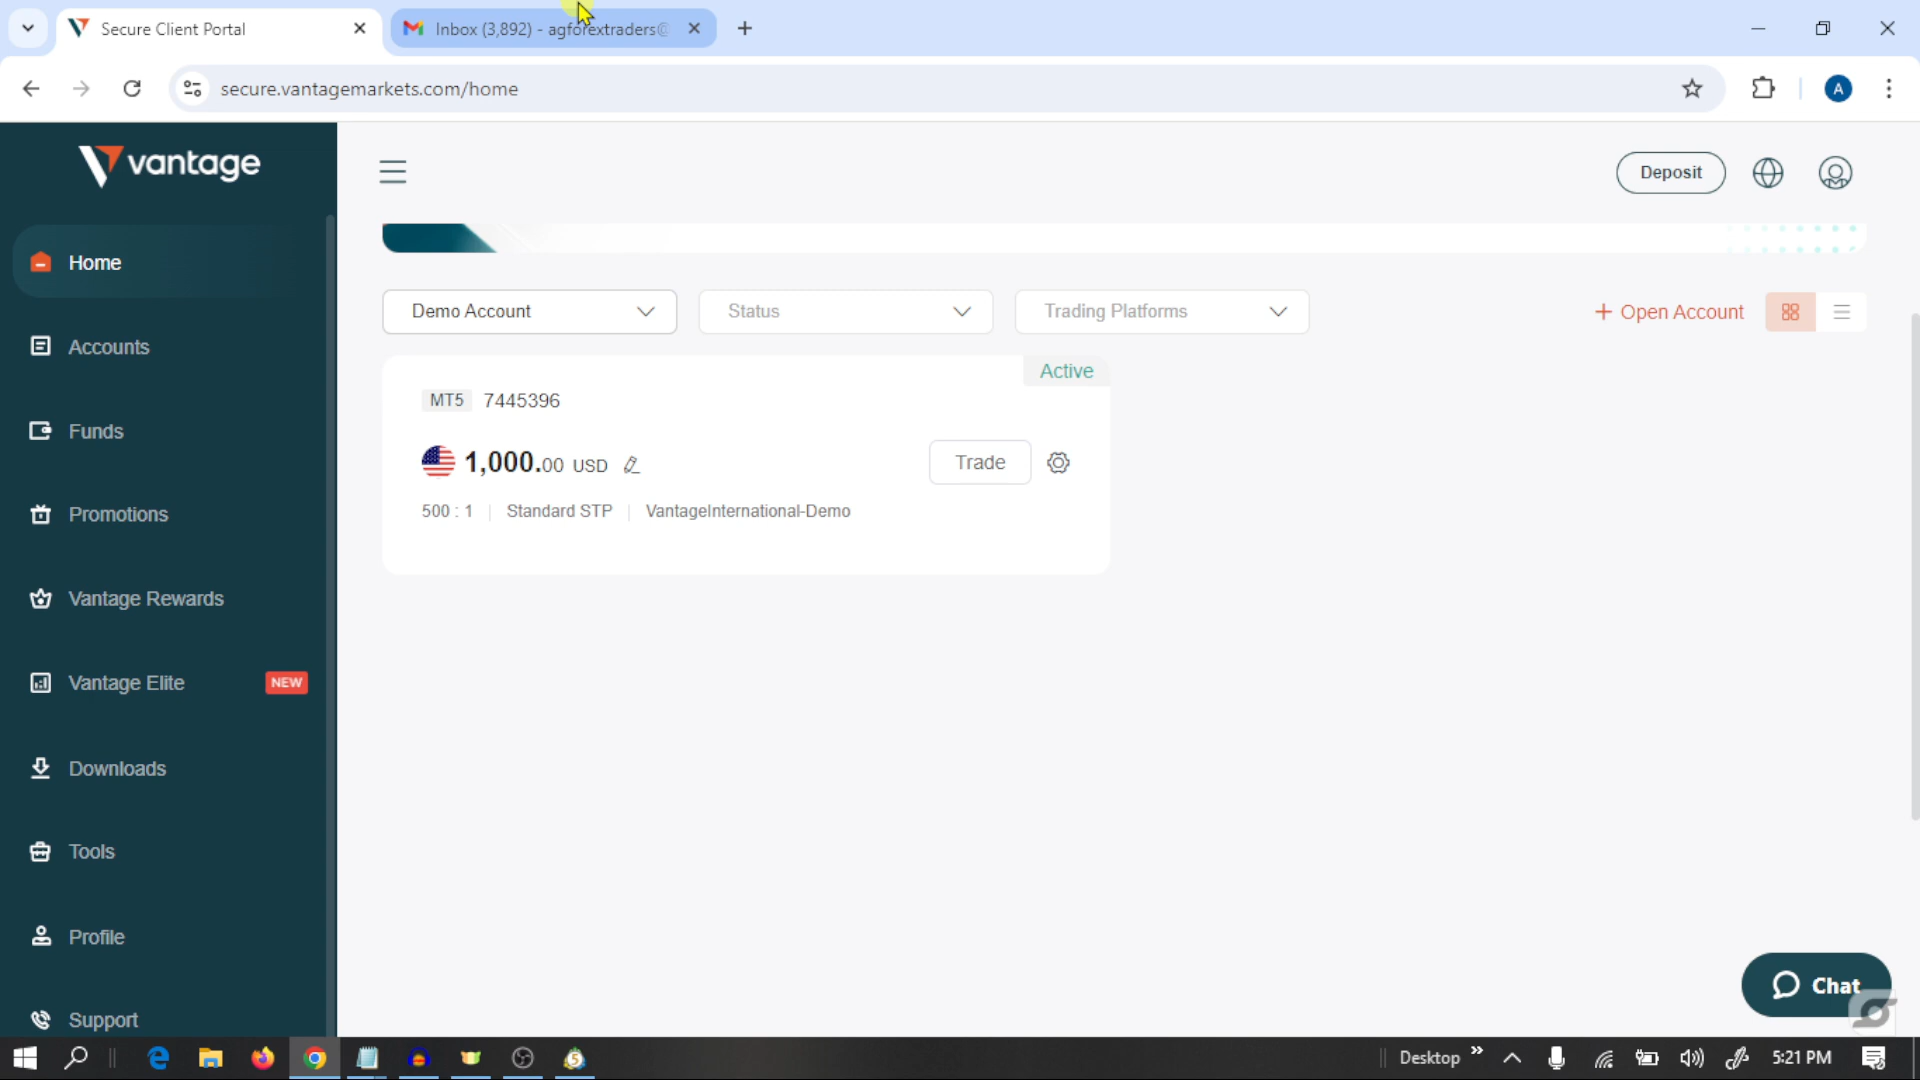 Secure Client Portal
Inbox (3,892) - agforextraders@
secure.vantagemarkets.com/home
A
vantage
Deposit
Home
Demo Account
Status
Trading Platforms
+ Open Account
Accounts
Active
MT5 7445396
Funds
1,000.00 USD
Trade
500 : 1 | Standard STP | VantageInternational-Demo
Promotions
Vantage Rewards
Vantage Elite
NEW
Downloads
Tools
Profile
Chat
Support
Desktop
5:21 PM